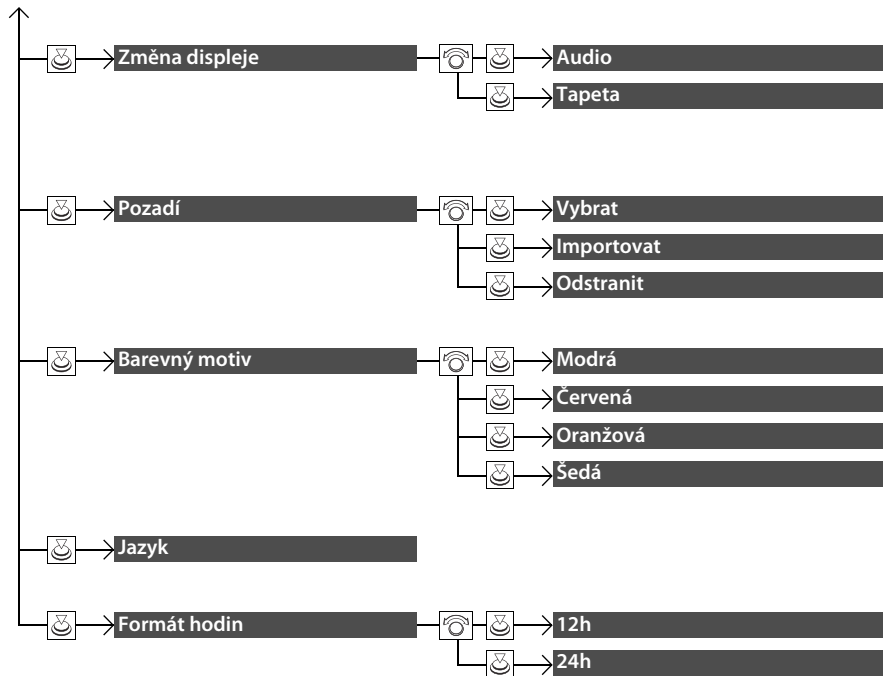 Změna displeje
Audio
Tapeta
Pozadí
Vybrat
Importovat
Odstranit
Barevný motiv
Modrá
Červená
Oranžová
Šedá
Jazyk
Formát hodin
12h
24h